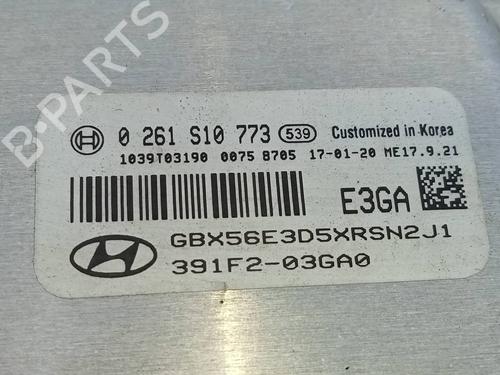 B-PARTS
0 261 S10 773 539 Customized in Korea
1039T03190 0075 8705 17-01-20 ME17.9.21
E3GA
GBX56E3D5XRSN2J1
391F2-03GA0